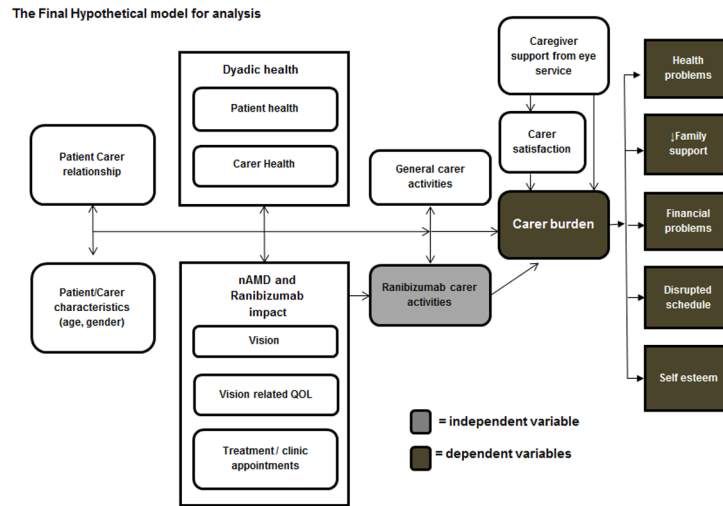 The Final Hypothetical model for analysis
Dyadic health
Patient health
Carer Health
Patient Carer
relationship
Patient/Carer
characteristics
(age, gender)
nAMD and
Ranibizumab
impact
Vision
Vision related QOL
Treatment / clinic
appointments
General carer
activities
Ranibizumab carer
activities
Caregiver
support from eye
service
Carer
satisfaction
Carer burden
Health
problems
↓Family
support
Financial
problems
Disrupted
schedule
Self esteem
= independent variable
= dependent variables